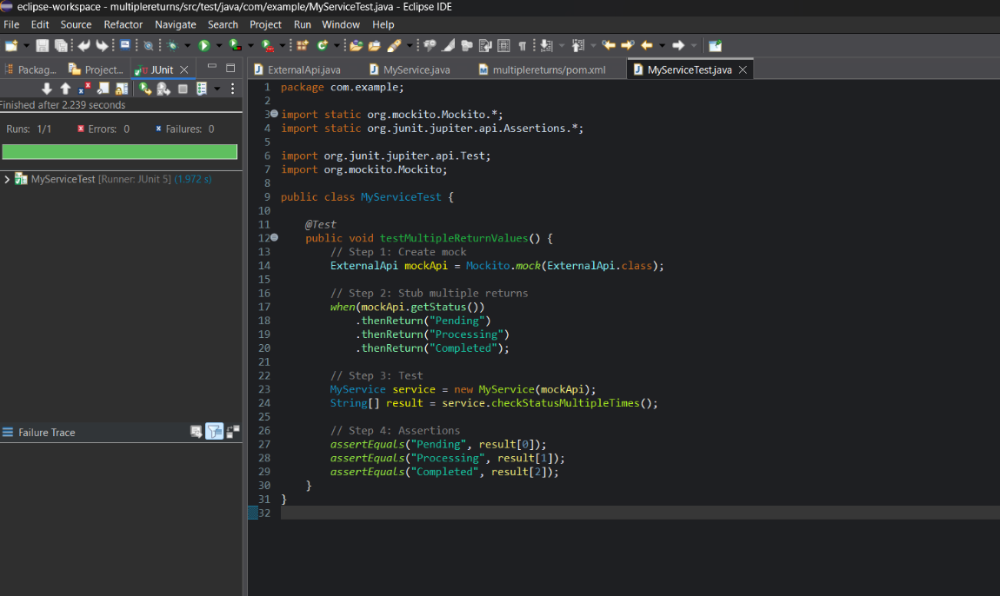 eclipse-workspace - multiplereturns/src/test/java/com/example/MyServiceTest.java - Eclipse IDE
File Edit Source Refactor Navigate Search Project Run Window Help
Packag... Project... JUnit
ExternalApi.java MyService.java multiplereturns/pom.xml MyServiceTest.java
Finished after 2.239 seconds
Runs: 1/1 Errors: 0 Failures: 0
MyServiceTest [Runner: JUnit 5] (1.972 s)
Failure Trace
1 package com.example;
2
3 import static org.mockito.Mockito.*;
4 import static org.junit.jupiter.api.Assertions.*;
5
6 import org.junit.jupiter.api.Test;
7 import org.mockito.Mockito;
8
9 public class MyServiceTest {
10
11     @Test
12     public void testMultipleReturnValues() {
13         // Step 1: Create mock
14         ExternalApi mockApi = Mockito.mock(ExternalApi.class);
15
16         // Step 2: Stub multiple returns
17         when(mockApi.getStatus())
18             .thenReturn("Pending")
19             .thenReturn("Processing")
20             .thenReturn("Completed");
21
22         // Step 3: Test
23         MyService service = new MyService(mockApi);
24         String[] result = service.checkStatusMultipleTimes();
25
26         // Step 4: Assertions
27         assertEquals("Pending", result[0]);
28         assertEquals("Processing", result[1]);
29         assertEquals("Completed", result[2]);
30     }
31 }
32